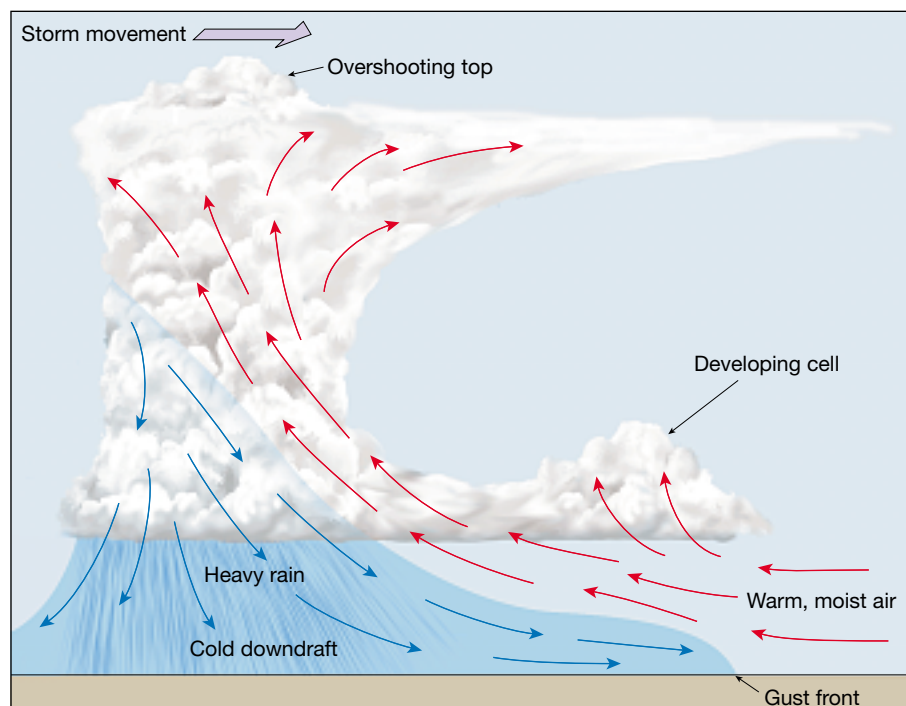 Storm movement
Overshooting top
Developing cell
Heavy rain
Warm, moist air
Cold downdraft
Gust front